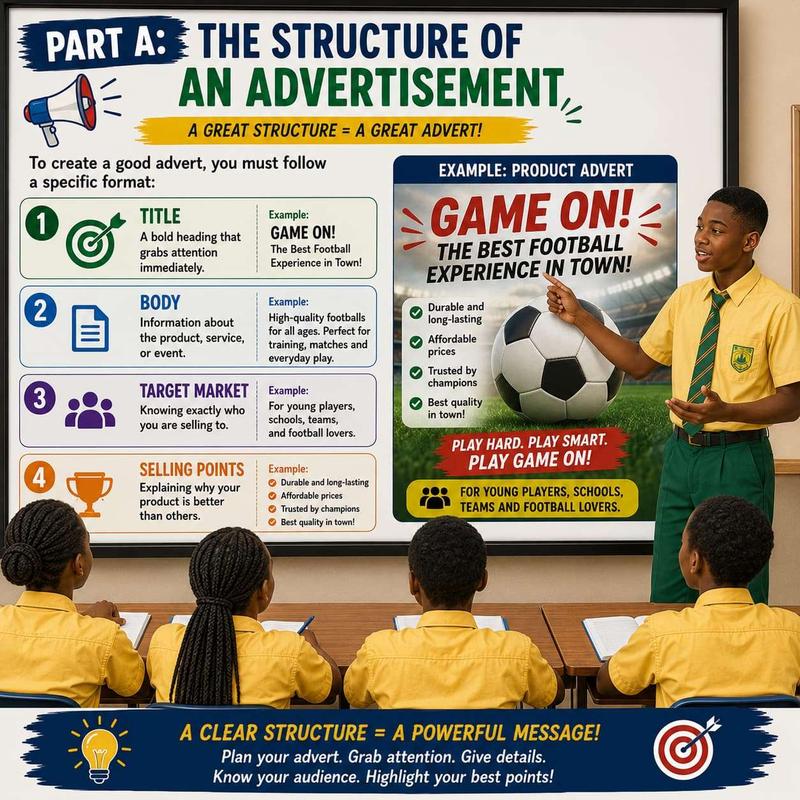 PART A: THE STRUCTURE OF
AN ADVERTISEMENT
A GREAT STRUCTURE = A GREAT ADVERT!
To create a good advert, you must follow
a specific format:
1
TITLE
A bold heading that
grabs attention
immediately.
Example:
GAME ON!
The Best Football
Experience in Town!
2
BODY
Information about
the product, service,
or event.
Example:
High-quality footballs
for all ages. Perfect for
training, matches and
everyday play.
3
TARGET MARKET
Knowing exactly who
you are selling to.
Example:
For young players,
schools, teams,
and football lovers.
4
SELLING POINTS
Explaining why your
product is better
than others.
Example:
Durable and long-lasting
Affordable prices
Trusted by champions
Best quality in town!
EXAMPLE: PRODUCT ADVERT
GAME ON!
THE BEST FOOTBALL
EXPERIENCE IN TOWN!
Durable and
long-lasting
Affordable
prices
Trusted by
champions
Best quality
in town!
PLAY HARD. PLAY SMART.
PLAY GAME ON!
FOR YOUNG PLAYERS, SCHOOLS,
TEAMS AND FOOTBALL LOVERS.
A CLEAR STRUCTURE = A POWERFUL MESSAGE!
Plan your advert. Grab attention. Give details.
Know your audience. Highlight your best points!